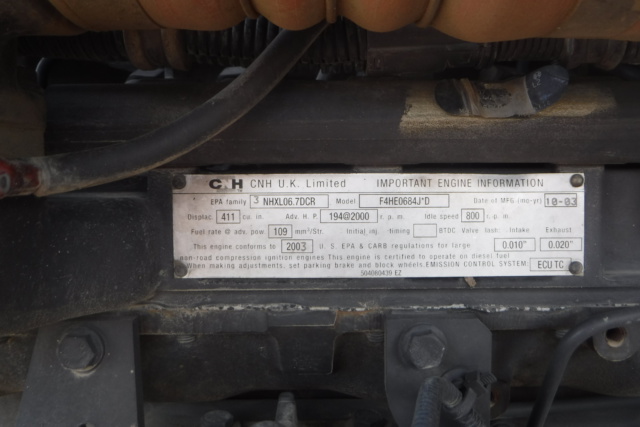 CNH CNH U.K. Limited IMPORTANT ENGINE INFORMATION
EPA family 3 NHXL06.7DCR Model F4HE0684J*D Date of MFG (mo-yr) 10-03
Displac 411 cu. in. Adv. H.P. 194@2000 r.p.m. Idle speed 800 r.p.m.
Fuel rate @ adv. pow. 109 mm³/Str. Initial inj. timing BTDC Valve lash: Intake Exhaust
This engine conforms to 2003 U.S. EPA & CARB regulations for large 0.010" 0.020"
non-road compression ignition engines This engine is certified to operate on diesel fuel
When making adjustments, set parking brake and block wheels EMISSION CONTROL SYSTEM: ECU TC
504080439 EZ